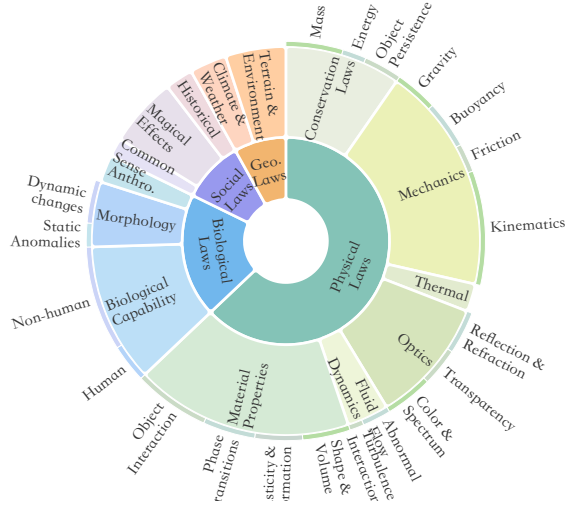 Mass
Energy
Object
Persistence
Gravity
Buoyancy
Friction
Kinematics
Reflection &
Refraction
Transparency
Color &
Spectrum
Abnormal
Flow
Turbulence
Interaction
Shape &
Volume
Phase
Object
Interaction
Human
Non-human
Static
Anomalies
Dynamic
changes
Conservation
Laws
Mechanics
Thermal
Optics
Fluid
Dynamics
Material
Properties
Biological
Capability
Morphology
Anthro.
Common
Sense
Magical
Effects
Historical
Climate &
Weather
Terrain &
Environment
Physical
Laws
Biological
Laws
Social
Laws
Geo.
Laws